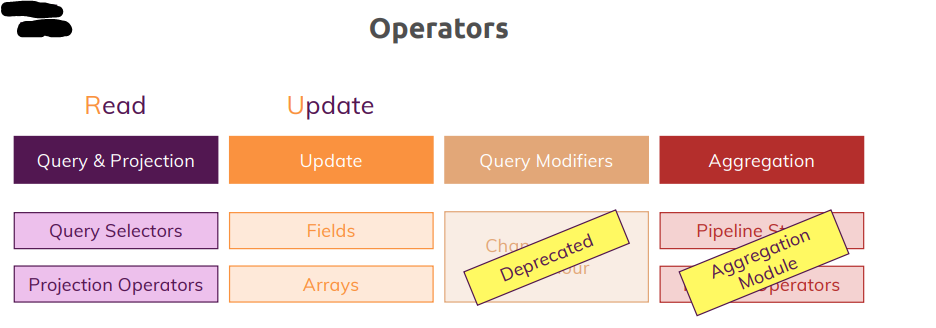 Operators
Read
Update
Query & Projection
Update
Query Modifiers
Aggregation
Query Selectors
Fields
Deprecated
Pipeline
Aggregation
Module
Projection Operators
Arrays
Operators